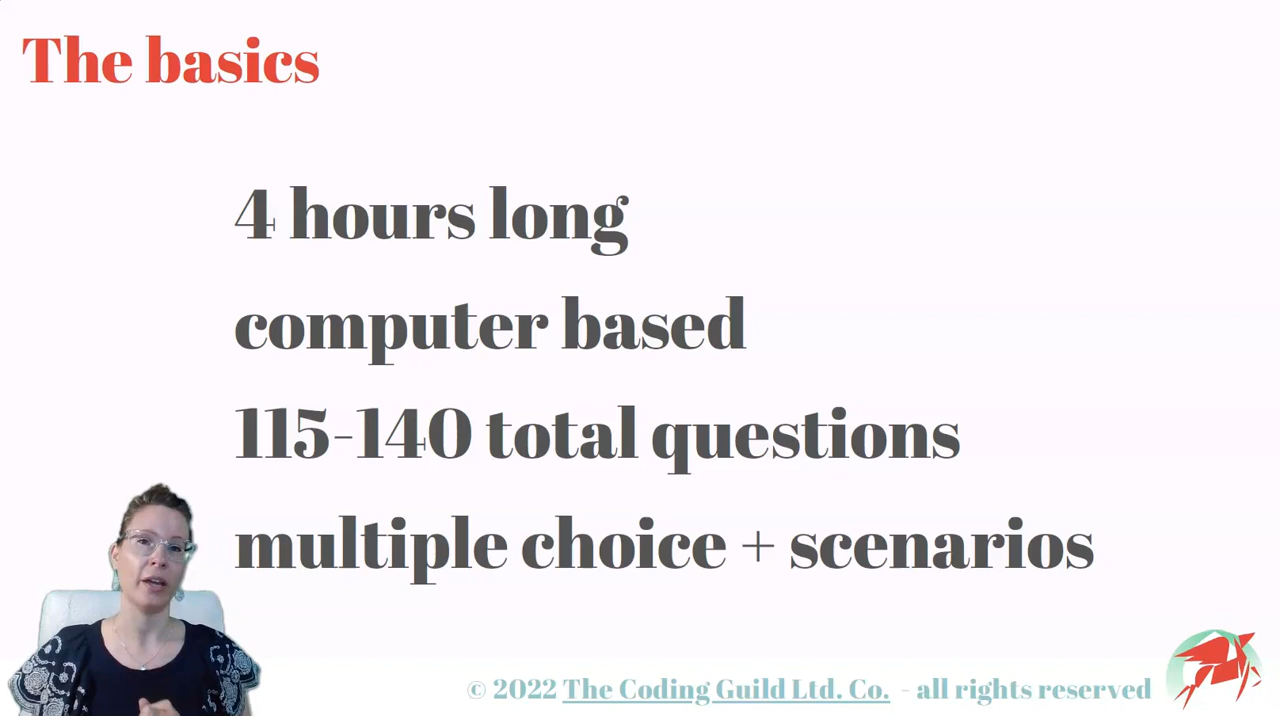 The basics
4 hours long
computer based
115-140 total questions
multiple choice + scenarios
© 2022 The Coding Guild Ltd. Co. - all rights reserved